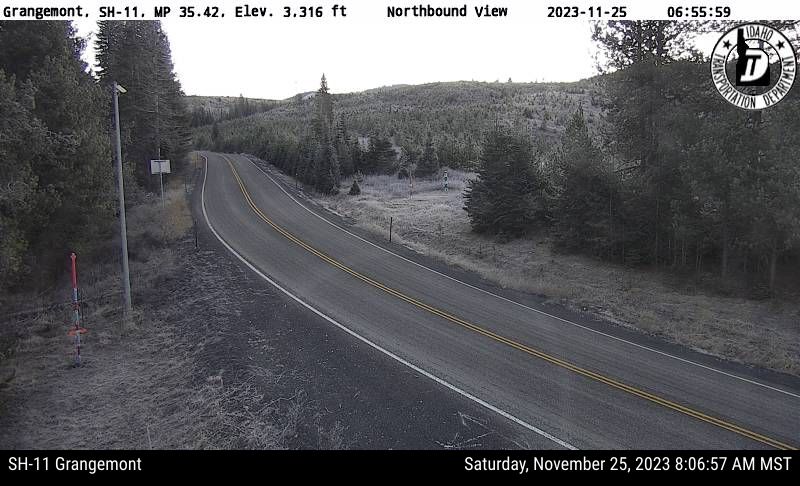 Grangemont, SH-11, MP 35.42, Elev. 3,316 ft Northbound View 2023-11-25 06:55:59
IDAHO
TRANSPORTATION DEPARTMENT
SH-11 Grangemont Saturday, November 25, 2023 8:06:57 AM MST